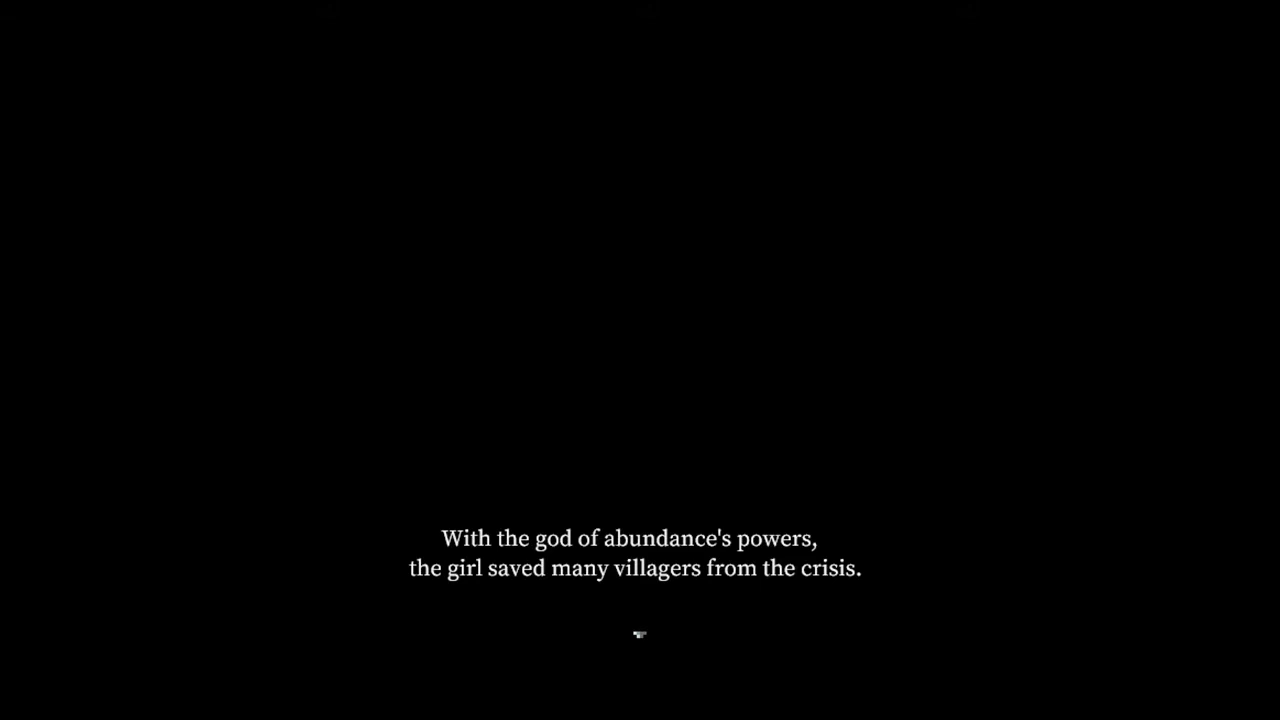 With the god of abundance's powers,
the girl saved many villagers from the crisis.